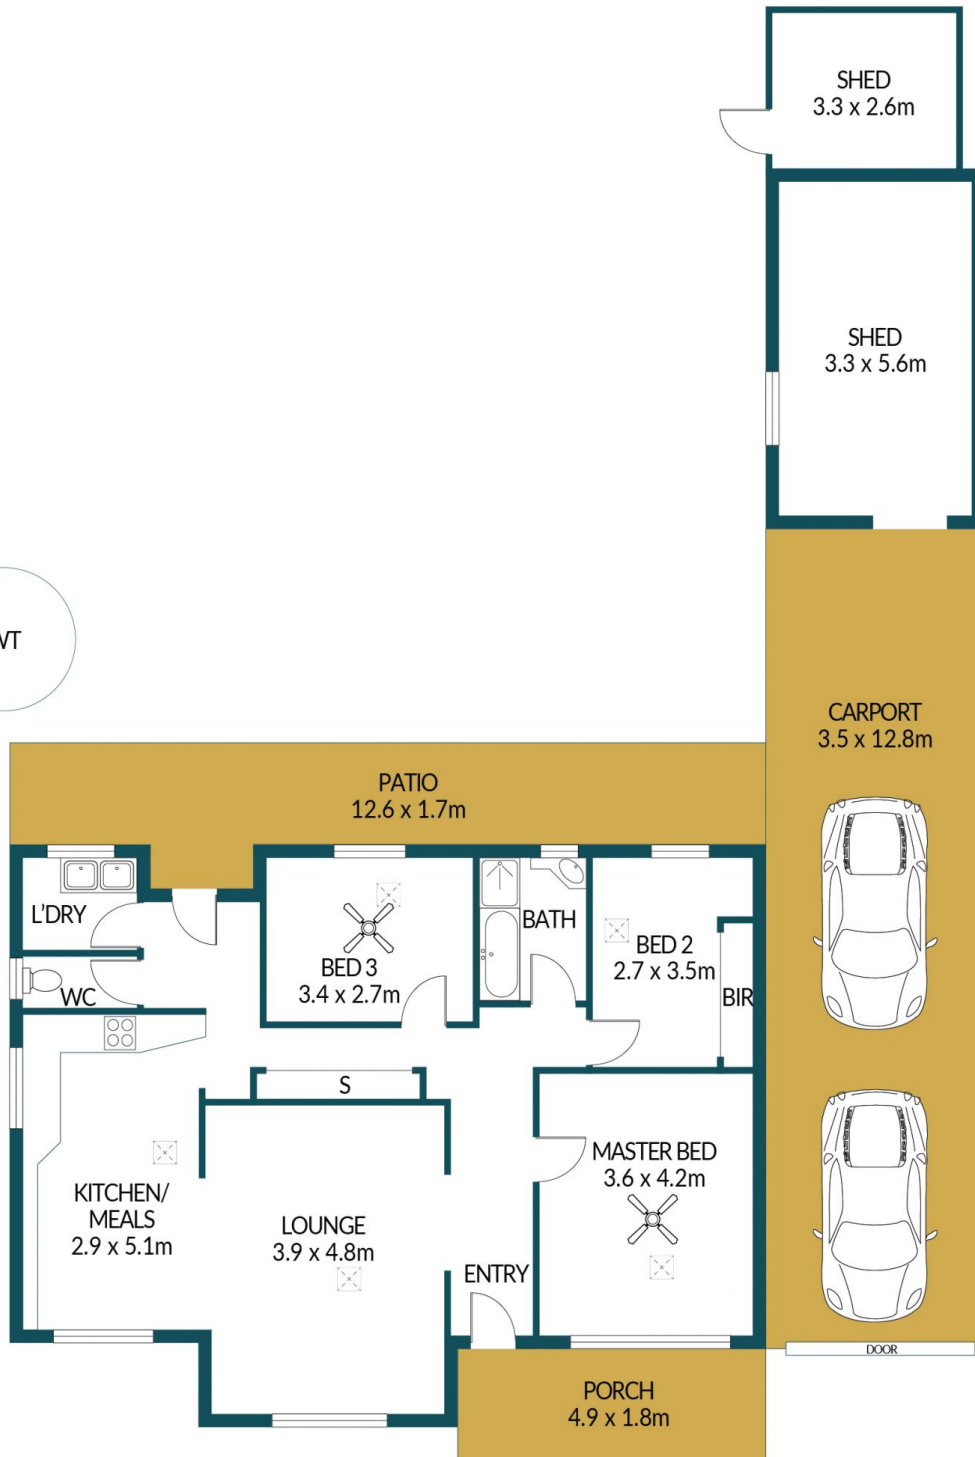 SHED
3.3 x 2.6m
SHED
3.3 x 5.6m
CARPORT
3.5 x 12.8m
PATIO
12.6 x 1.7m
L'DRY
WC
BED 3
3.4 x 2.7m
BATH
BED 2
2.7 x 3.5m
BIR
S
KITCHEN/
MEALS
2.9 x 5.1m
LOUNGE
3.9 x 4.8m
MASTER BED
3.6 x 4.2m
ENTRY
DOOR
PORCH
4.9 x 1.8m